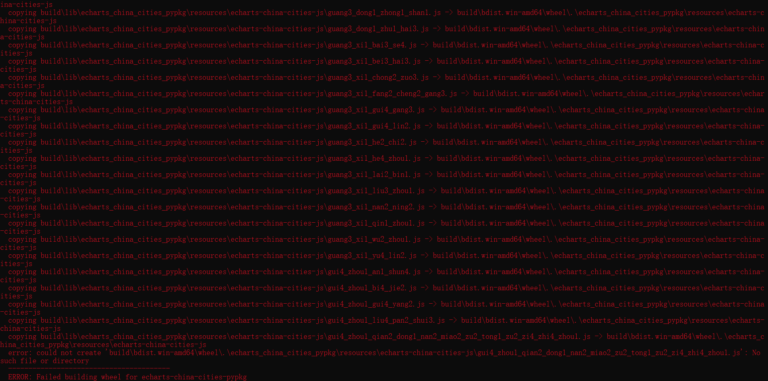 ina-cities-js
copying build\lib\echarts_china_cities_pypkg\resources\echarts-china-cities-js\guang3_dong1_zhong1_shan1.js -> build\bdist.win-amd64\wheel\.\echarts_china_cities_pypkg\resources\echarts-c
hina-cities-js
copying build\lib\echarts_china_cities_pypkg\resources\echarts-china-cities-js\guang3_dong1_zhu1_hai3.js -> build\bdist.win-amd64\wheel\.\echarts_china_cities_pypkg\resources\echarts-chin
a-cities-js
copying build\lib\echarts_china_cities_pypkg\resources\echarts-china-cities-js\guang3_xi1_bai3_se4.js -> build\bdist.win-amd64\wheel\.\echarts_china_cities_pypkg\resources\echarts-china-c
ities-js
copying build\lib\echarts_china_cities_pypkg\resources\echarts-china-cities-js\guang3_xi1_bei3_hai3.js -> build\bdist.win-amd64\wheel\.\echarts_china_cities_pypkg\resources\echarts-china-
cities-js
copying build\lib\echarts_china_cities_pypkg\resources\echarts-china-cities-js\guang3_xi1_chong2_zuo3.js -> build\bdist.win-amd64\wheel\.\echarts_china_cities_pypkg\resources\echarts-chin
a-cities-js
copying build\lib\echarts_china_cities_pypkg\resources\echarts-china-cities-js\guang3_xi1_fang2_cheng2_gang3.js -> build\bdist.win-amd64\wheel\.\echarts_china_cities_pypkg\resources\echar
ts-china-cities-js
copying build\lib\echarts_china_cities_pypkg\resources\echarts-china-cities-js\guang3_xi1_gui4_gang3.js -> build\bdist.win-amd64\wheel\.\echarts_china_cities_pypkg\resources\echarts-china
-cities-js
copying build\lib\echarts_china_cities_pypkg\resources\echarts-china-cities-js\guang3_xi1_gui4_lin2.js -> build\bdist.win-amd64\wheel\.\echarts_china_cities_pypkg\resources\echarts-china-
cities-js
copying build\lib\echarts_china_cities_pypkg\resources\echarts-china-cities-js\guang3_xi1_he2_chi2.js -> build\bdist.win-amd64\wheel\.\echarts_china_cities_pypkg\resources\echarts-china-c
ities-js
copying build\lib\echarts_china_cities_pypkg\resources\echarts-china-cities-js\guang3_xi1_he4_zhou1.js -> build\bdist.win-amd64\wheel\.\echarts_china_cities_pypkg\resources\echarts-china-
cities-js
copying build\lib\echarts_china_cities_pypkg\resources\echarts-china-cities-js\guang3_xi1_lai2_bin1.js -> build\bdist.win-amd64\wheel\.\echarts_china_cities_pypkg\resources\echarts-china-
cities-js
copying build\lib\echarts_china_cities_pypkg\resources\echarts-china-cities-js\guang3_xi1_liu3_zhou1.js -> build\bdist.win-amd64\wheel\.\echarts_china_cities_pypkg\resources\echarts-china
-cities-js
copying build\lib\echarts_china_cities_pypkg\resources\echarts-china-cities-js\guang3_xi1_nan2_ning2.js -> build\bdist.win-amd64\wheel\.\echarts_china_cities_pypkg\resources\echarts-china
-cities-js
copying build\lib\echarts_china_cities_pypkg\resources\echarts-china-cities-js\guang3_xi1_qin1_zhou1.js -> build\bdist.win-amd64\wheel\.\echarts_china_cities_pypkg\resources\echarts-china
-cities-js
copying build\lib\echarts_china_cities_pypkg\resources\echarts-china-cities-js\guang3_xi1_wu2_zhou1.js -> build\bdist.win-amd64\wheel\.\echarts_china_cities_pypkg\resources\echarts-china-
cities-js
copying build\lib\echarts_china_cities_pypkg\resources\echarts-china-cities-js\guang3_xi1_yu4_lin2.js -> build\bdist.win-amd64\wheel\.\echarts_china_cities_pypkg\resources\echarts-china-c
ities-js
copying build\lib\echarts_china_cities_pypkg\resources\echarts-china-cities-js\gui4_zhou1_an1_shun4.js -> build\bdist.win-amd64\wheel\.\echarts_china_cities_pypkg\resources\echarts-china-
cities-js
copying build\lib\echarts_china_cities_pypkg\resources\echarts-china-cities-js\gui4_zhou1_bi4_jie2.js -> build\bdist.win-amd64\wheel\.\echarts_china_cities_pypkg\resources\echarts-china-c
ities-js
copying build\lib\echarts_china_cities_pypkg\resources\echarts-china-cities-js\gui4_zhou1_gui4_yang2.js -> build\bdist.win-amd64\wheel\.\echarts_china_cities_pypkg\resources\echarts-china
-cities-js
copying build\lib\echarts_china_cities_pypkg\resources\echarts-china-cities-js\gui4_zhou1_liu4_pan2_shui3.js -> build\bdist.win-amd64\wheel\.\echarts_china_cities_pypkg\resources\echarts-
china-cities-js
copying build\lib\echarts_china_cities_pypkg\resources\echarts-china-cities-js\gui4_zhou1_qian2_dong1_nan2_miao2_zu2_tong1_zu2_zi4_zhi4_zhou1.js -> build\bdist.win-amd64\wheel\.\echarts_c
hina_cities_pypkg\resources\echarts-china-cities-js
error: could not create 'build\bdist.win-amd64\wheel\.\echarts_china_cities_pypkg\resources\echarts-china-cities-js\gui4_zhou1_qian2_dong1_nan2_miao2_zu2_tong1_zu2_zi4_zhi4_zhou1.js': No
such file or directory
----------------------------------------
ERROR: Failed building wheel for echarts-china-cities-pypkg